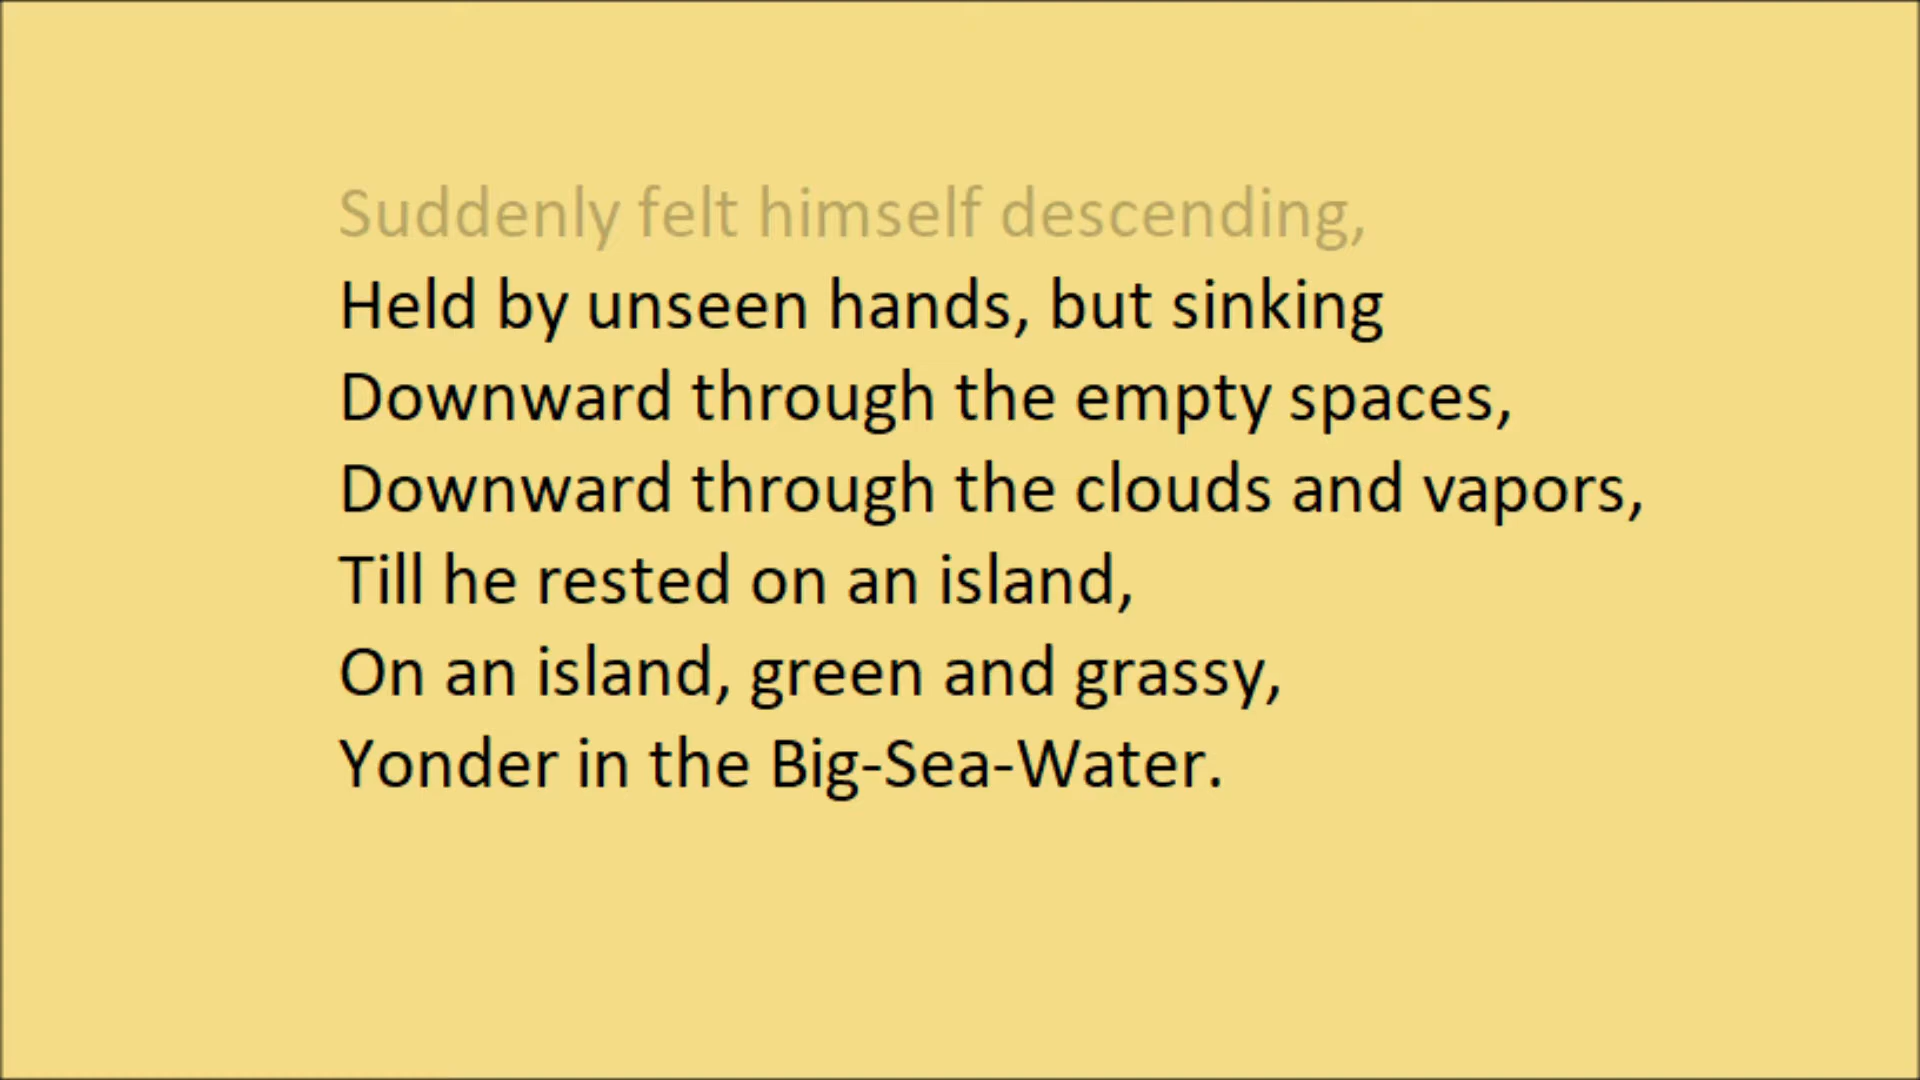 Suddenly felt himself descending,
Held by unseen hands, but sinking
Downward through the empty spaces,
Downward through the clouds and vapors,
Till he rested on an island,
On an island, green and grassy,
Yonder in the Big-Sea-Water.